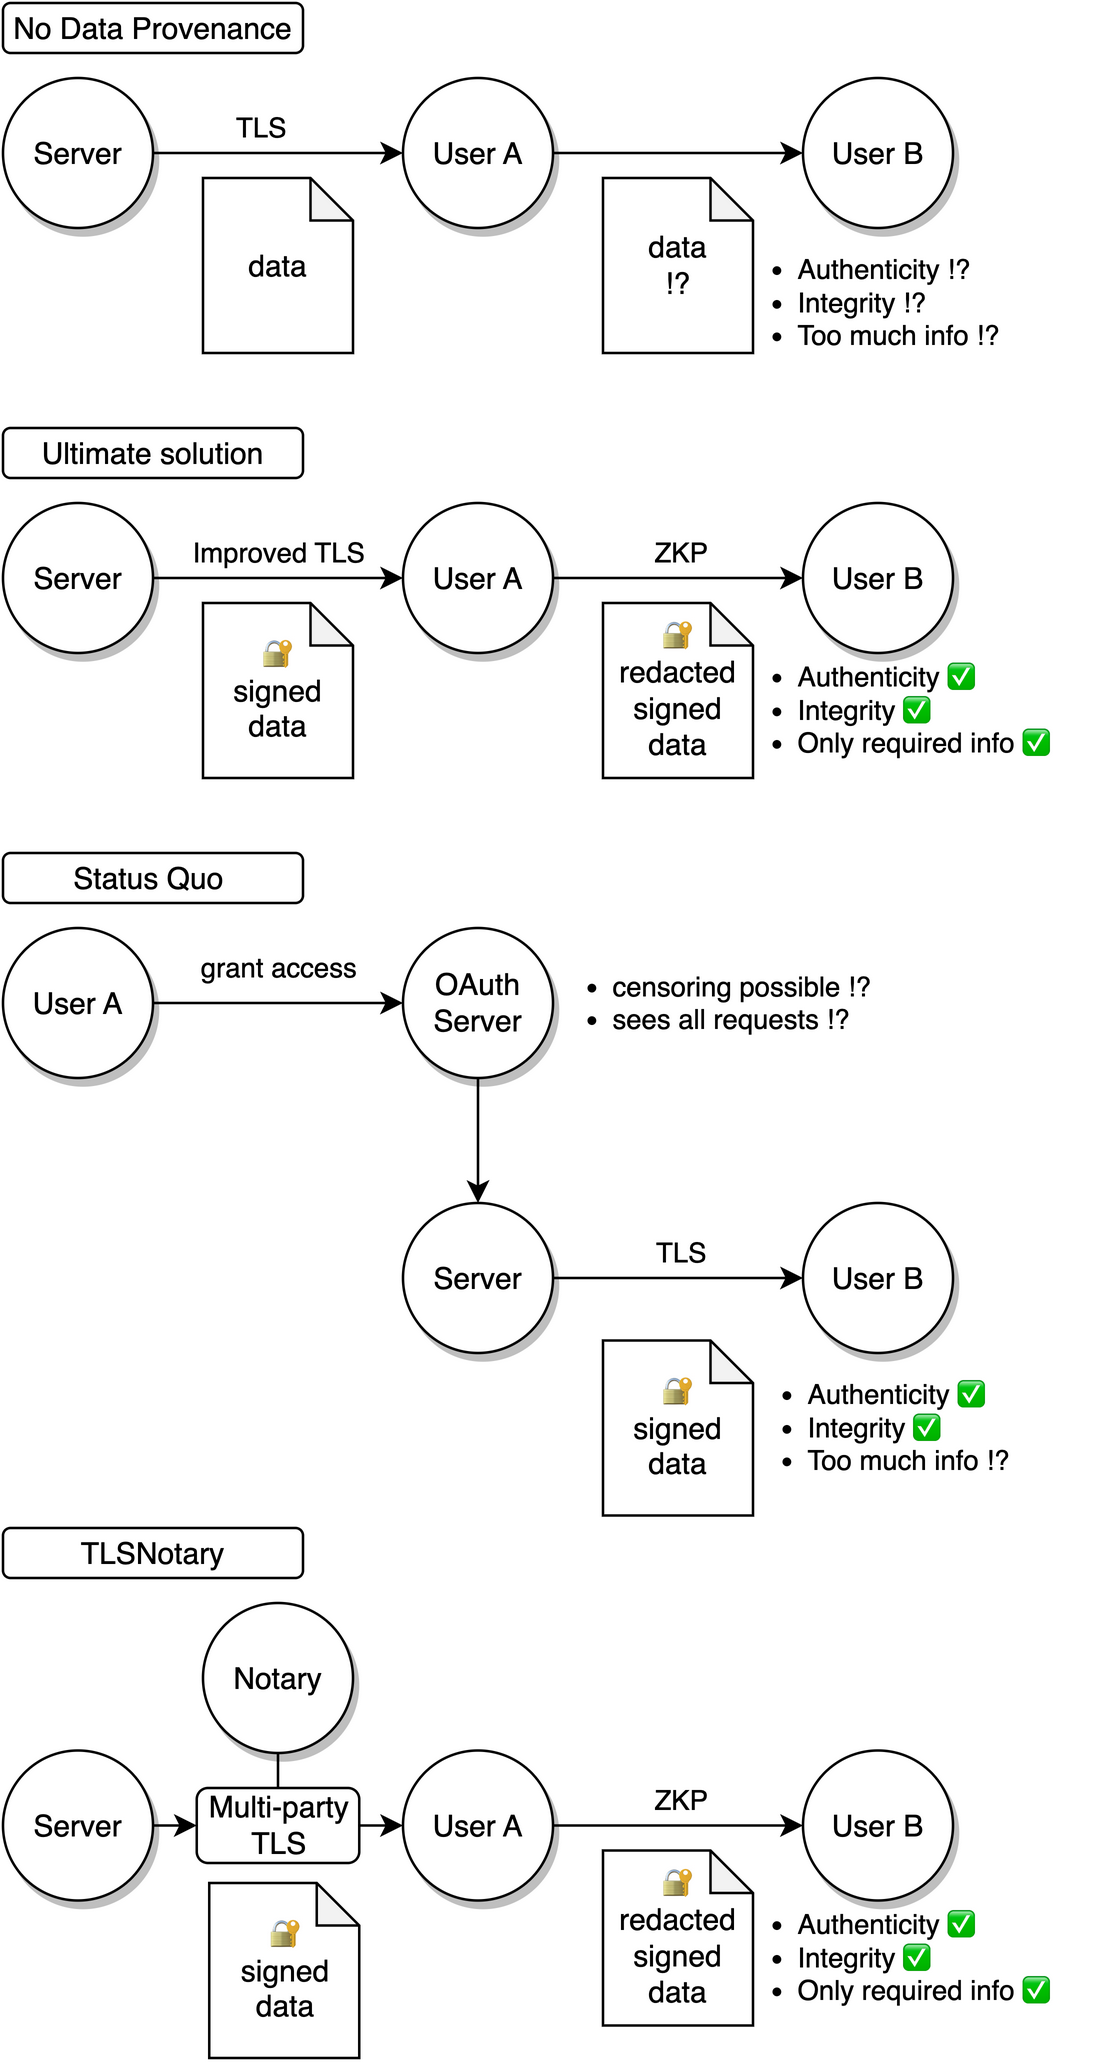 No Data Provenance
Server
TLS
User A
User B
data
data
!?
• Authenticity !?
• Integrity !?
• Too much info !?
Ultimate solution
Server
Improved TLS
User A
ZKP
User B
signed
data
redacted
signed
data
• Authenticity ✅
• Integrity ✅
• Only required info ✅
Status Quo
User A
grant access
OAuth
Server
• censoring possible !?
• sees all requests !?
Server
TLS
User B
signed
data
• Authenticity ✅
• Integrity ✅
• Too much info !?
TLSNotary
Notary
Server
Multi-party
TLS
User A
ZKP
User B
signed
data
redacted
signed
data
• Authenticity ✅
• Integrity ✅
• Only required info ✅